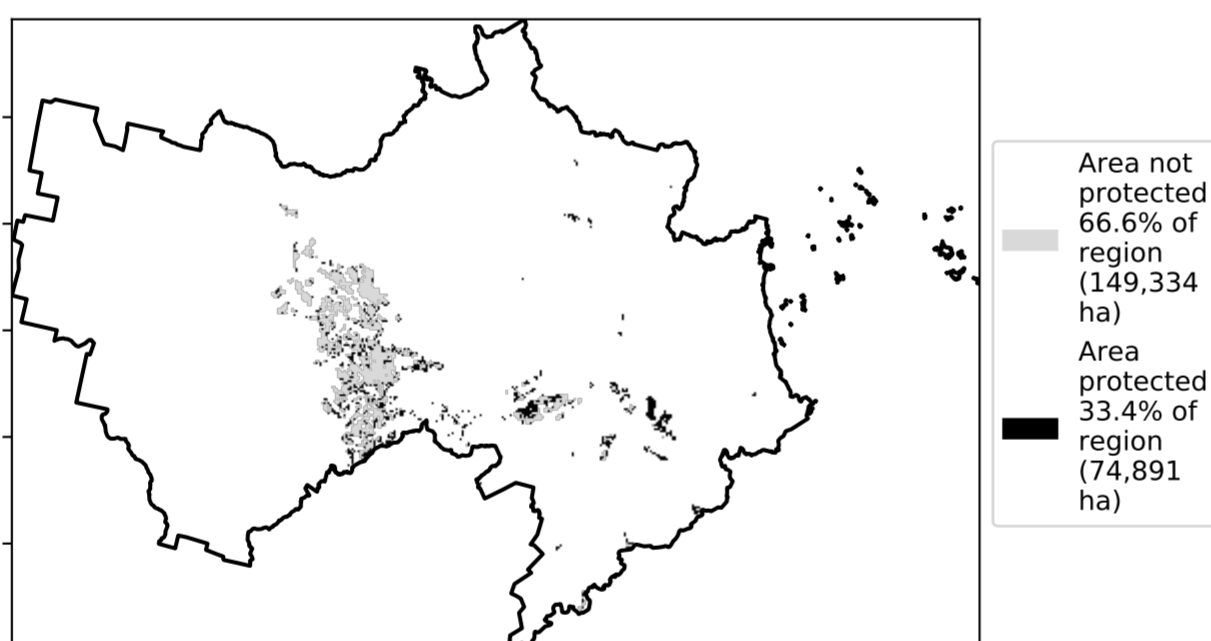 Area not
protected
66.6% of
region
(149,334
ha)
Area
protected
33.4% of
region
(74,891
ha)